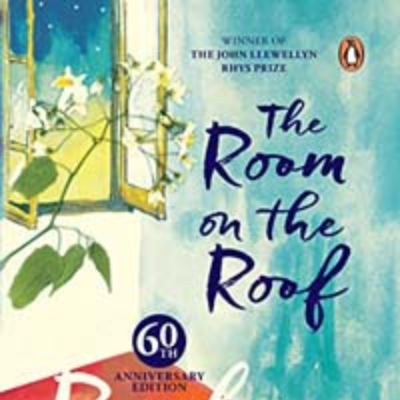 WINNER OF
THE JOHN LLEWELLYN
RHYS PRIZE
The
Room
on the
Roof
60TH
ANNIVERSARY
EDITION